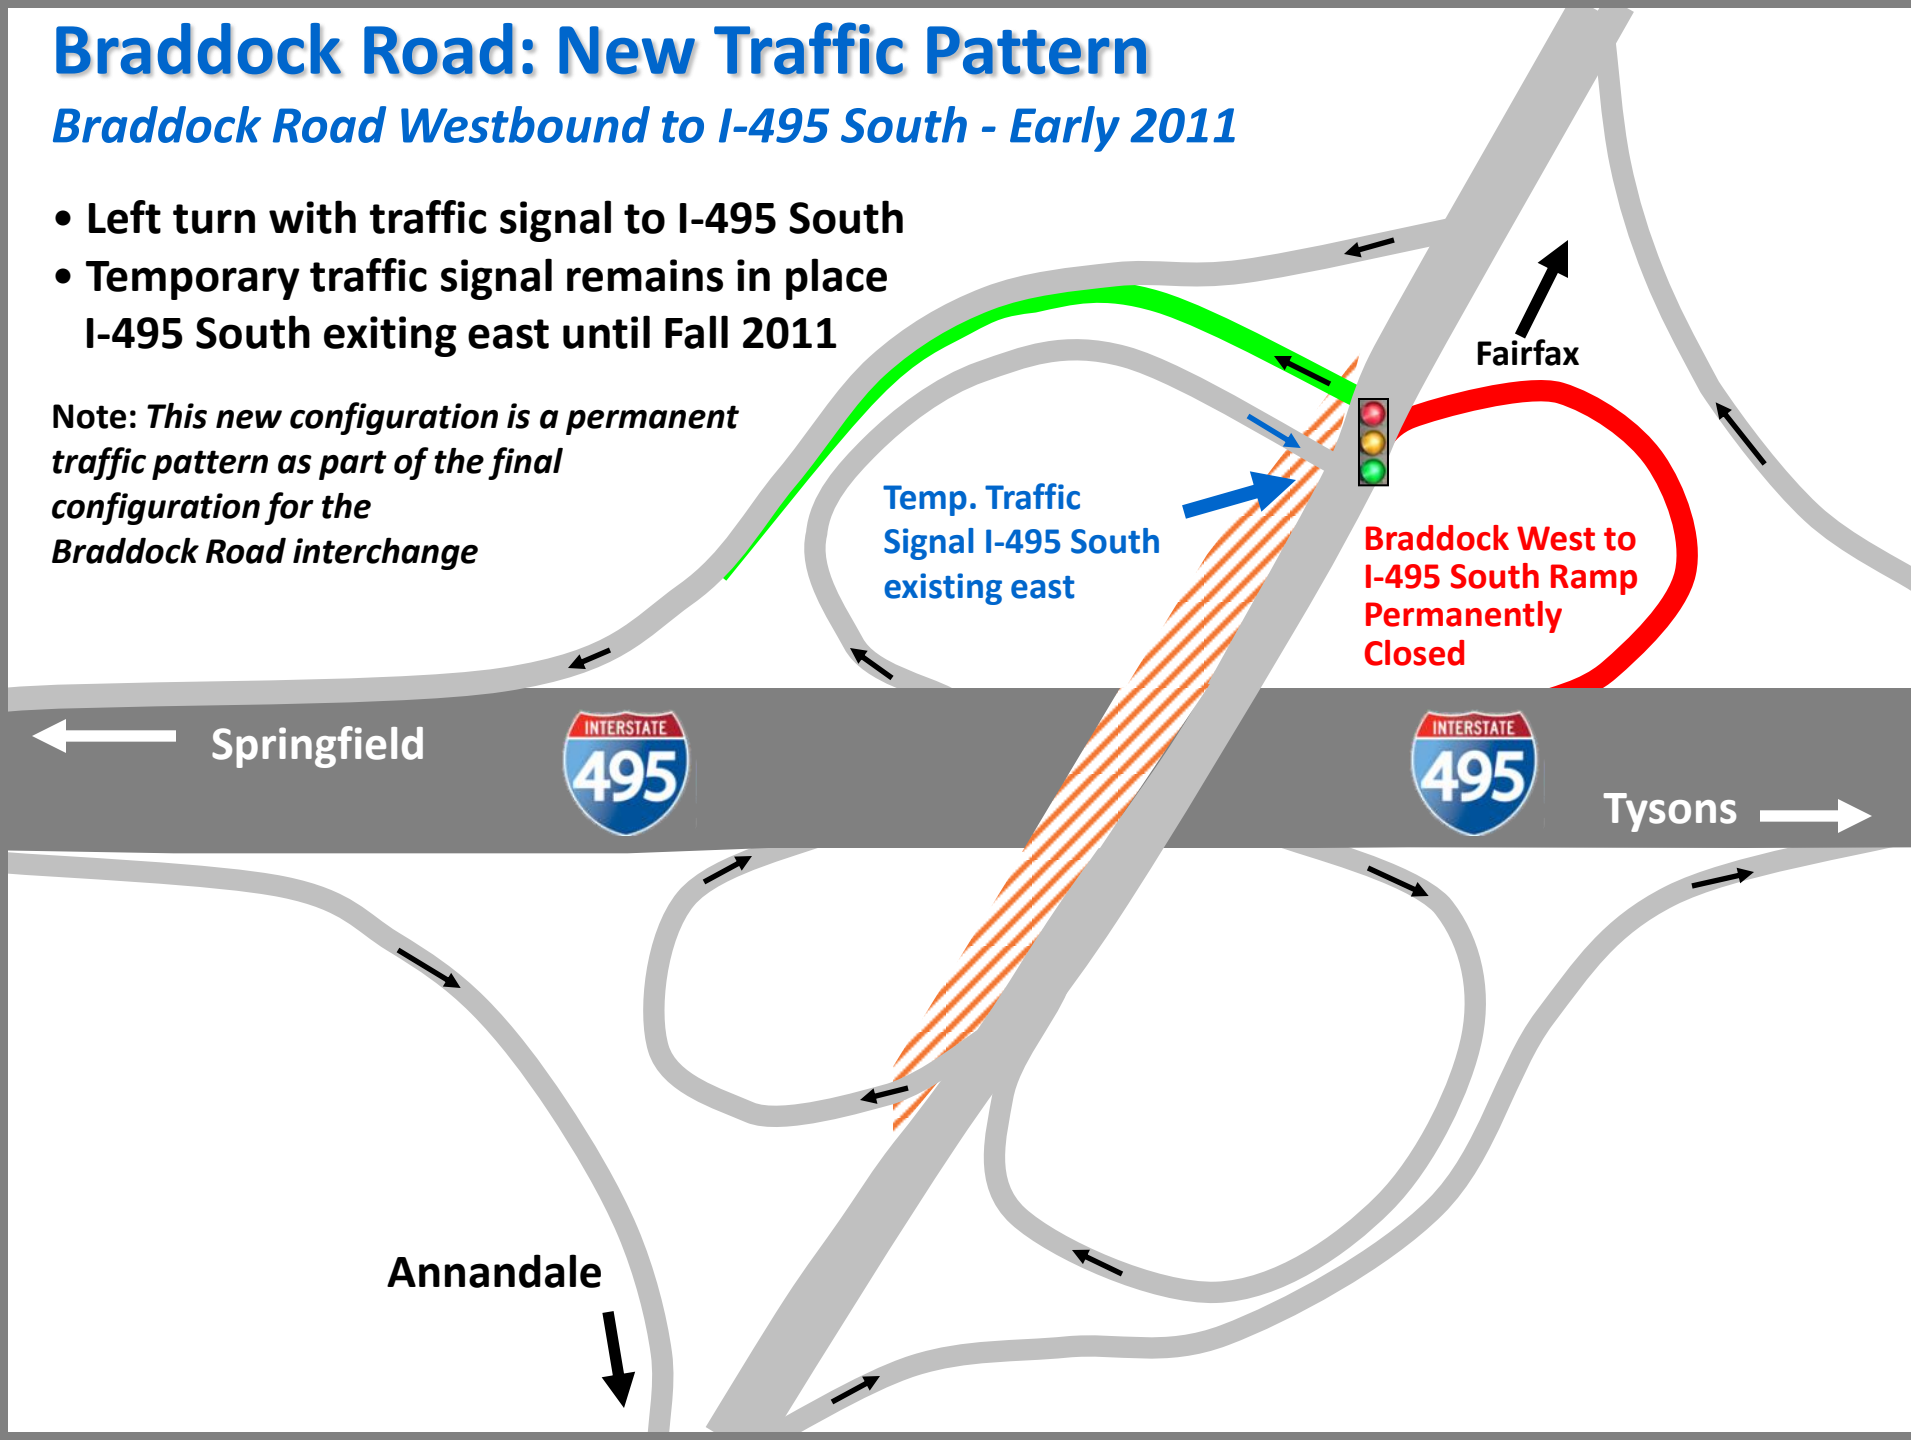 Braddock Road: New Traffic Pattern
Braddock Road Westbound to I-495 South - Early 2011
• Left turn with traffic signal to I-495 South
• Temporary traffic signal remains in place
I-495 South exiting east until Fall 2011
Fairfax
Note: This new configuration is a permanent
traffic pattern as part of the final
configuration for the
Braddock Road interchange
Temp. Traffic
Signal I-495 South
existing east
Braddock West to
I-495 South Ramp
Permanently
Closed
Springfield
INTERSTATE
495
INTERSTATE
495
Tysons
Annandale